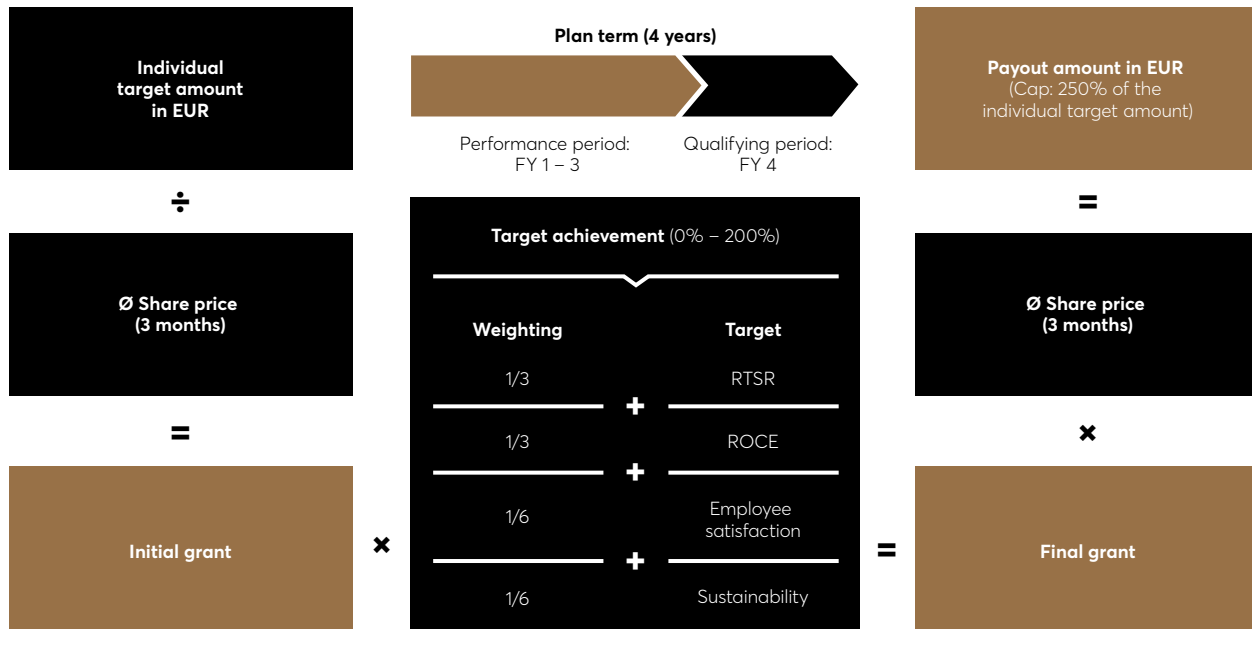 Individual
target amount
in EUR
÷
Ø Share price
(3 months)
=
Initial grant
×
Plan term (4 years)
Performance period:
FY 1 – 3
Qualifying period:
FY 4
Target achievement (0% – 200%)
Weighting Target
1/3 RTSR
+
1/3 ROCE
+
1/6 Employee
satisfaction
+
1/6 Sustainability
=
Payout amount in EUR
(Cap: 250% of the
individual target amount)
=
Ø Share price
(3 months)
×
Final grant